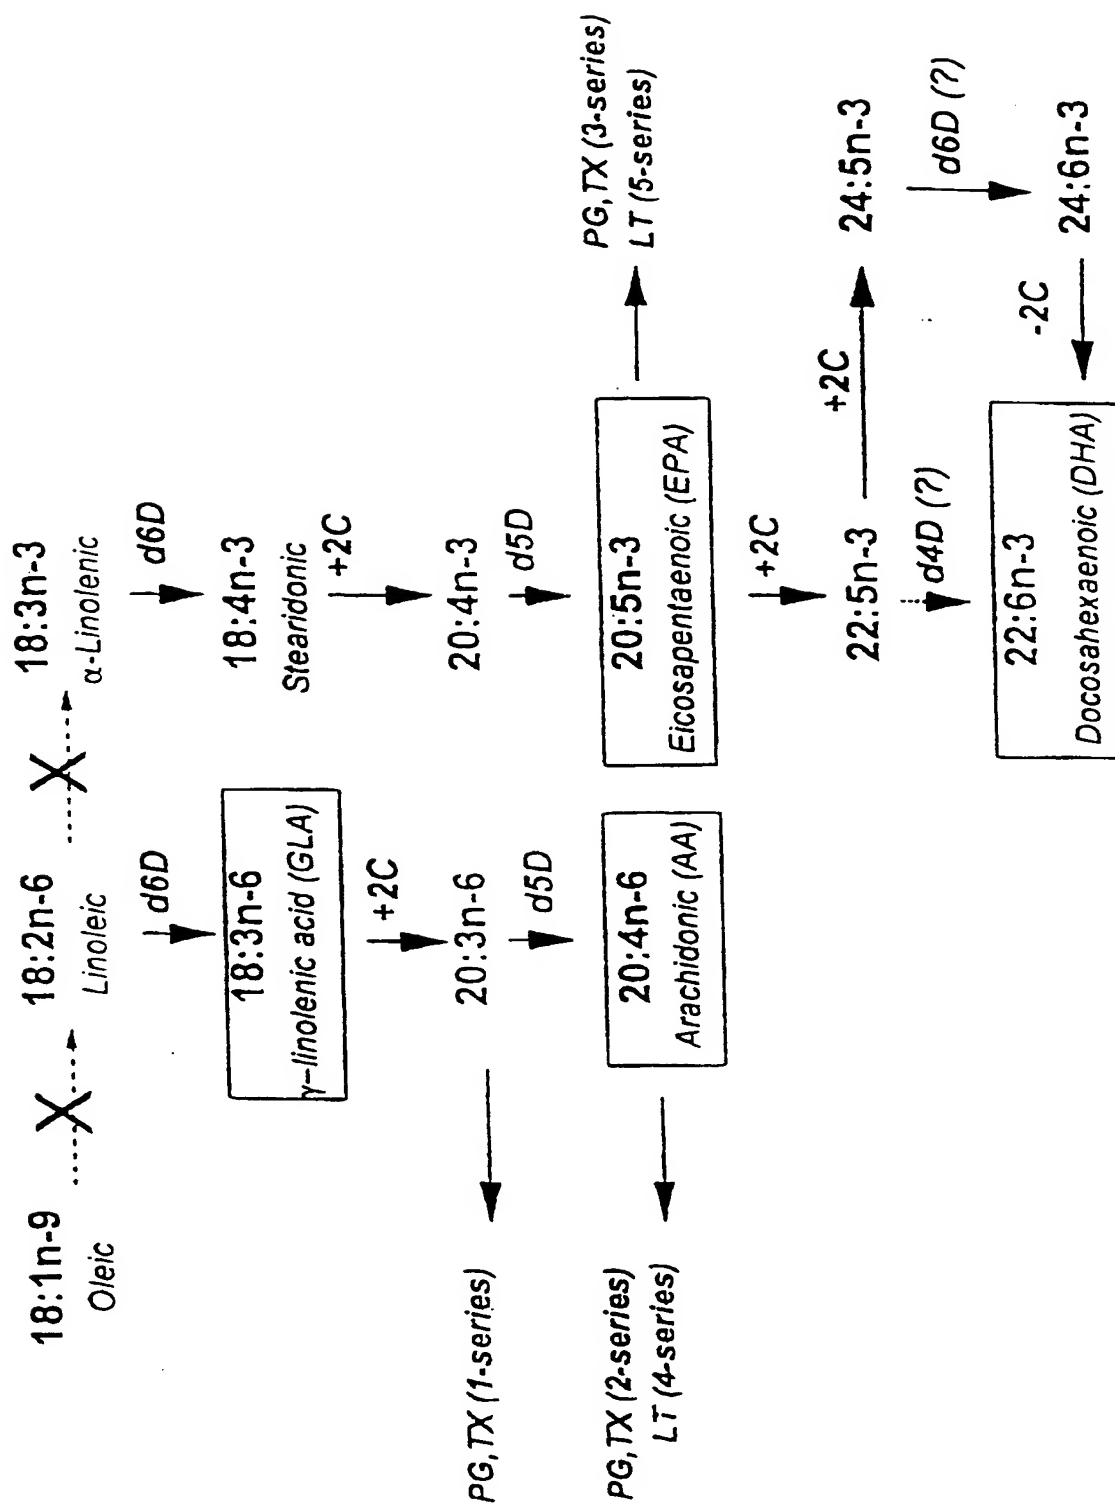 18:1n-9
Oleic
18:2n-6
Linoleic
18:3n-3
α-Linolenic
d6D
d6D
18:3n-6
γ-linolenic acid (GLA)
18:4n-3
Stearidonic
+2C
+2C
PG,TX (1-series)
20:3n-6
20:4n-3
d5D
d5D
PG,TX (2-series)
LT (4-series)
20:4n-6
Arachidonic (AA)
20:5n-3
Eicosapentaenoic (EPA)
PG,TX (3-series)
LT (5-series)
+2C
22:5n-3
+2C
24:5n-3
d4D (?)
d6D (?)
22:6n-3
Docosahexaenoic (DHA)
-2C
24:6n-3